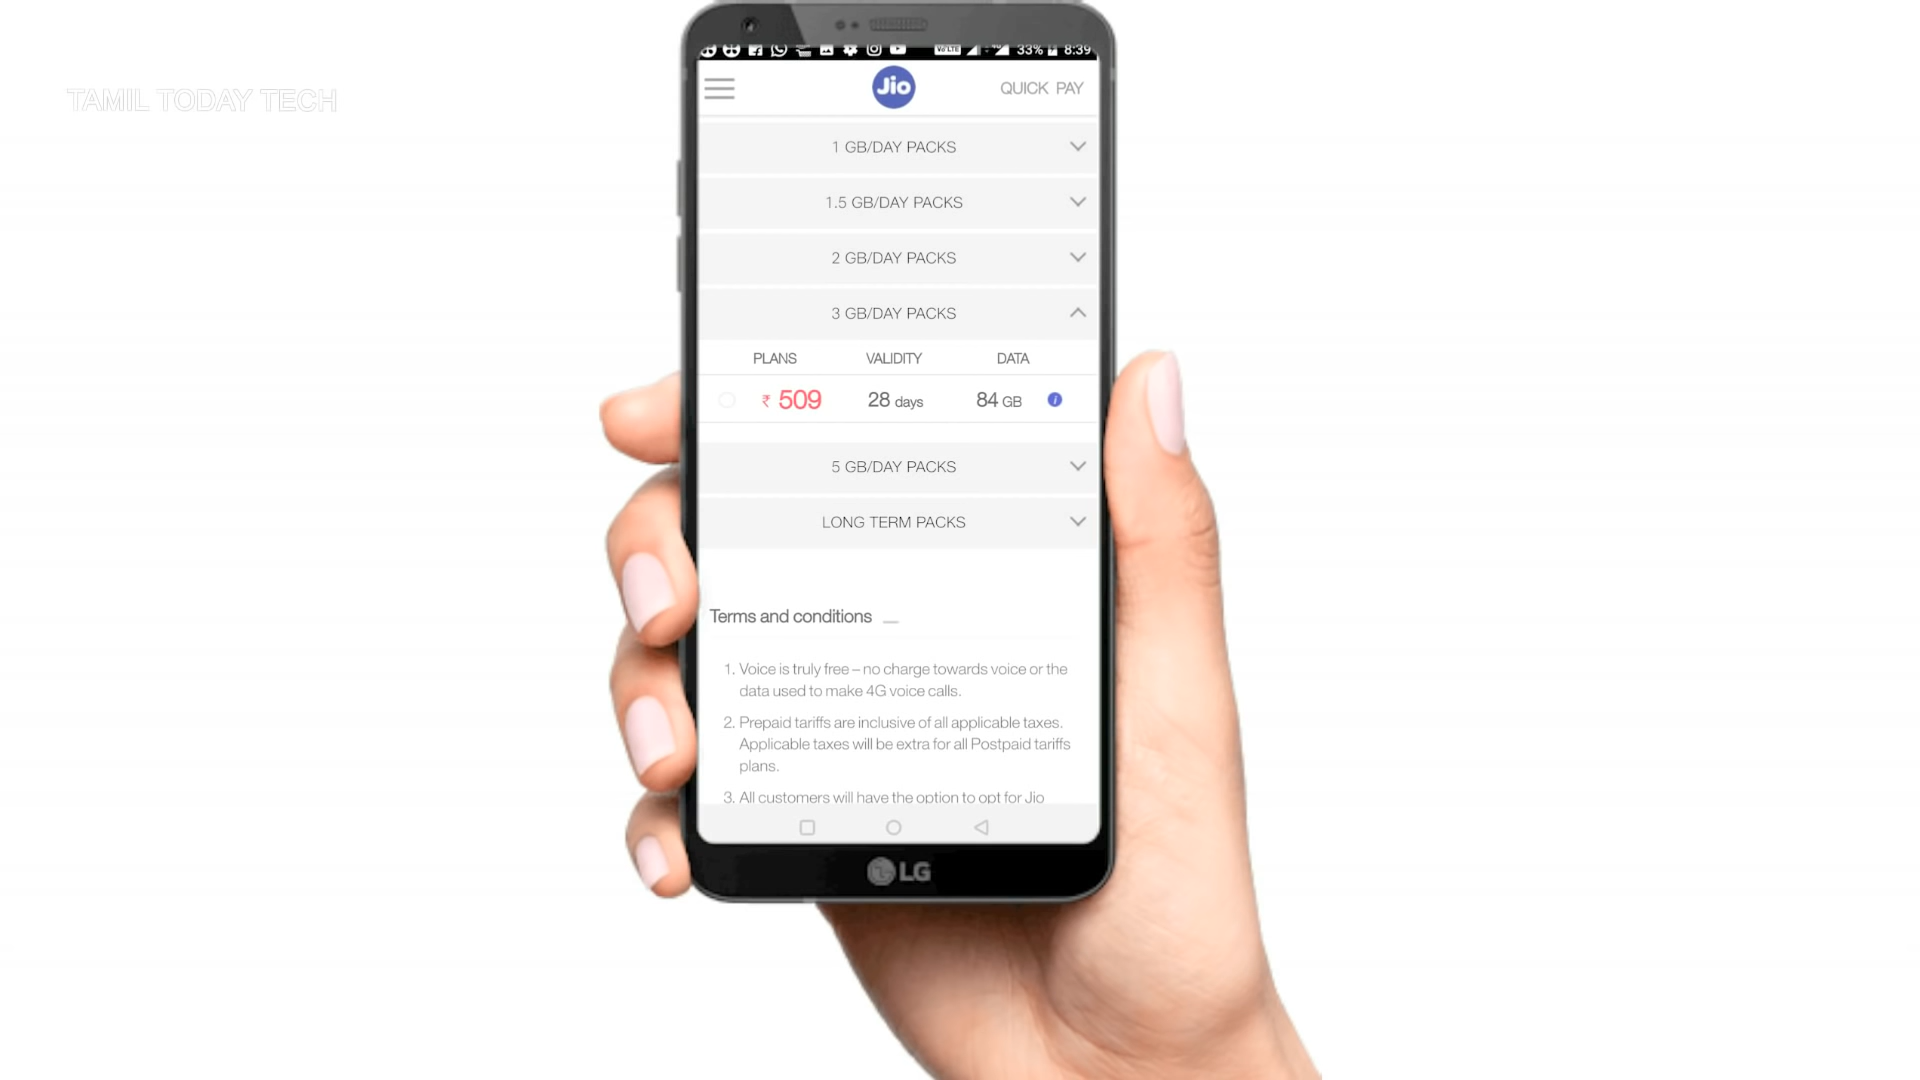 TAMIL TODAY TECH
VoLTE 33% 8:39
Jio
QUICK PAY
1 GB/DAY PACKS
1.5 GB/DAY PACKS
2 GB/DAY PACKS
3 GB/DAY PACKS
PLANS VALIDITY DATA
₹ 509 28 days 84 GB i
5 GB/DAY PACKS
LONG TERM PACKS
Terms and conditions
1. Voice is truly free – no charge towards voice or the
data used to make 4G voice calls.
2. Prepaid tariffs are inclusive of all applicable taxes.
Applicable taxes will be extra for all Postpaid tariffs
plans.
3. All customers will have the option to opt for Jio
LG